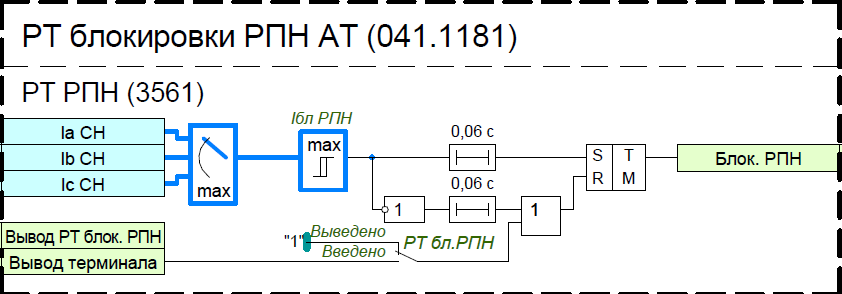 РТ блокировки РПН АТ (041.1181)
РТ РПН (3561)
Iбл РПН
Ia СН
Ib СН
Ic СН
max
max
0,06 с
0,06 с
1
1
S T
R M
Блок. РПН
Вывод РТ блок. РПН
Вывод терминала
"1"
Выведено
Введено
РТ бл.РПН